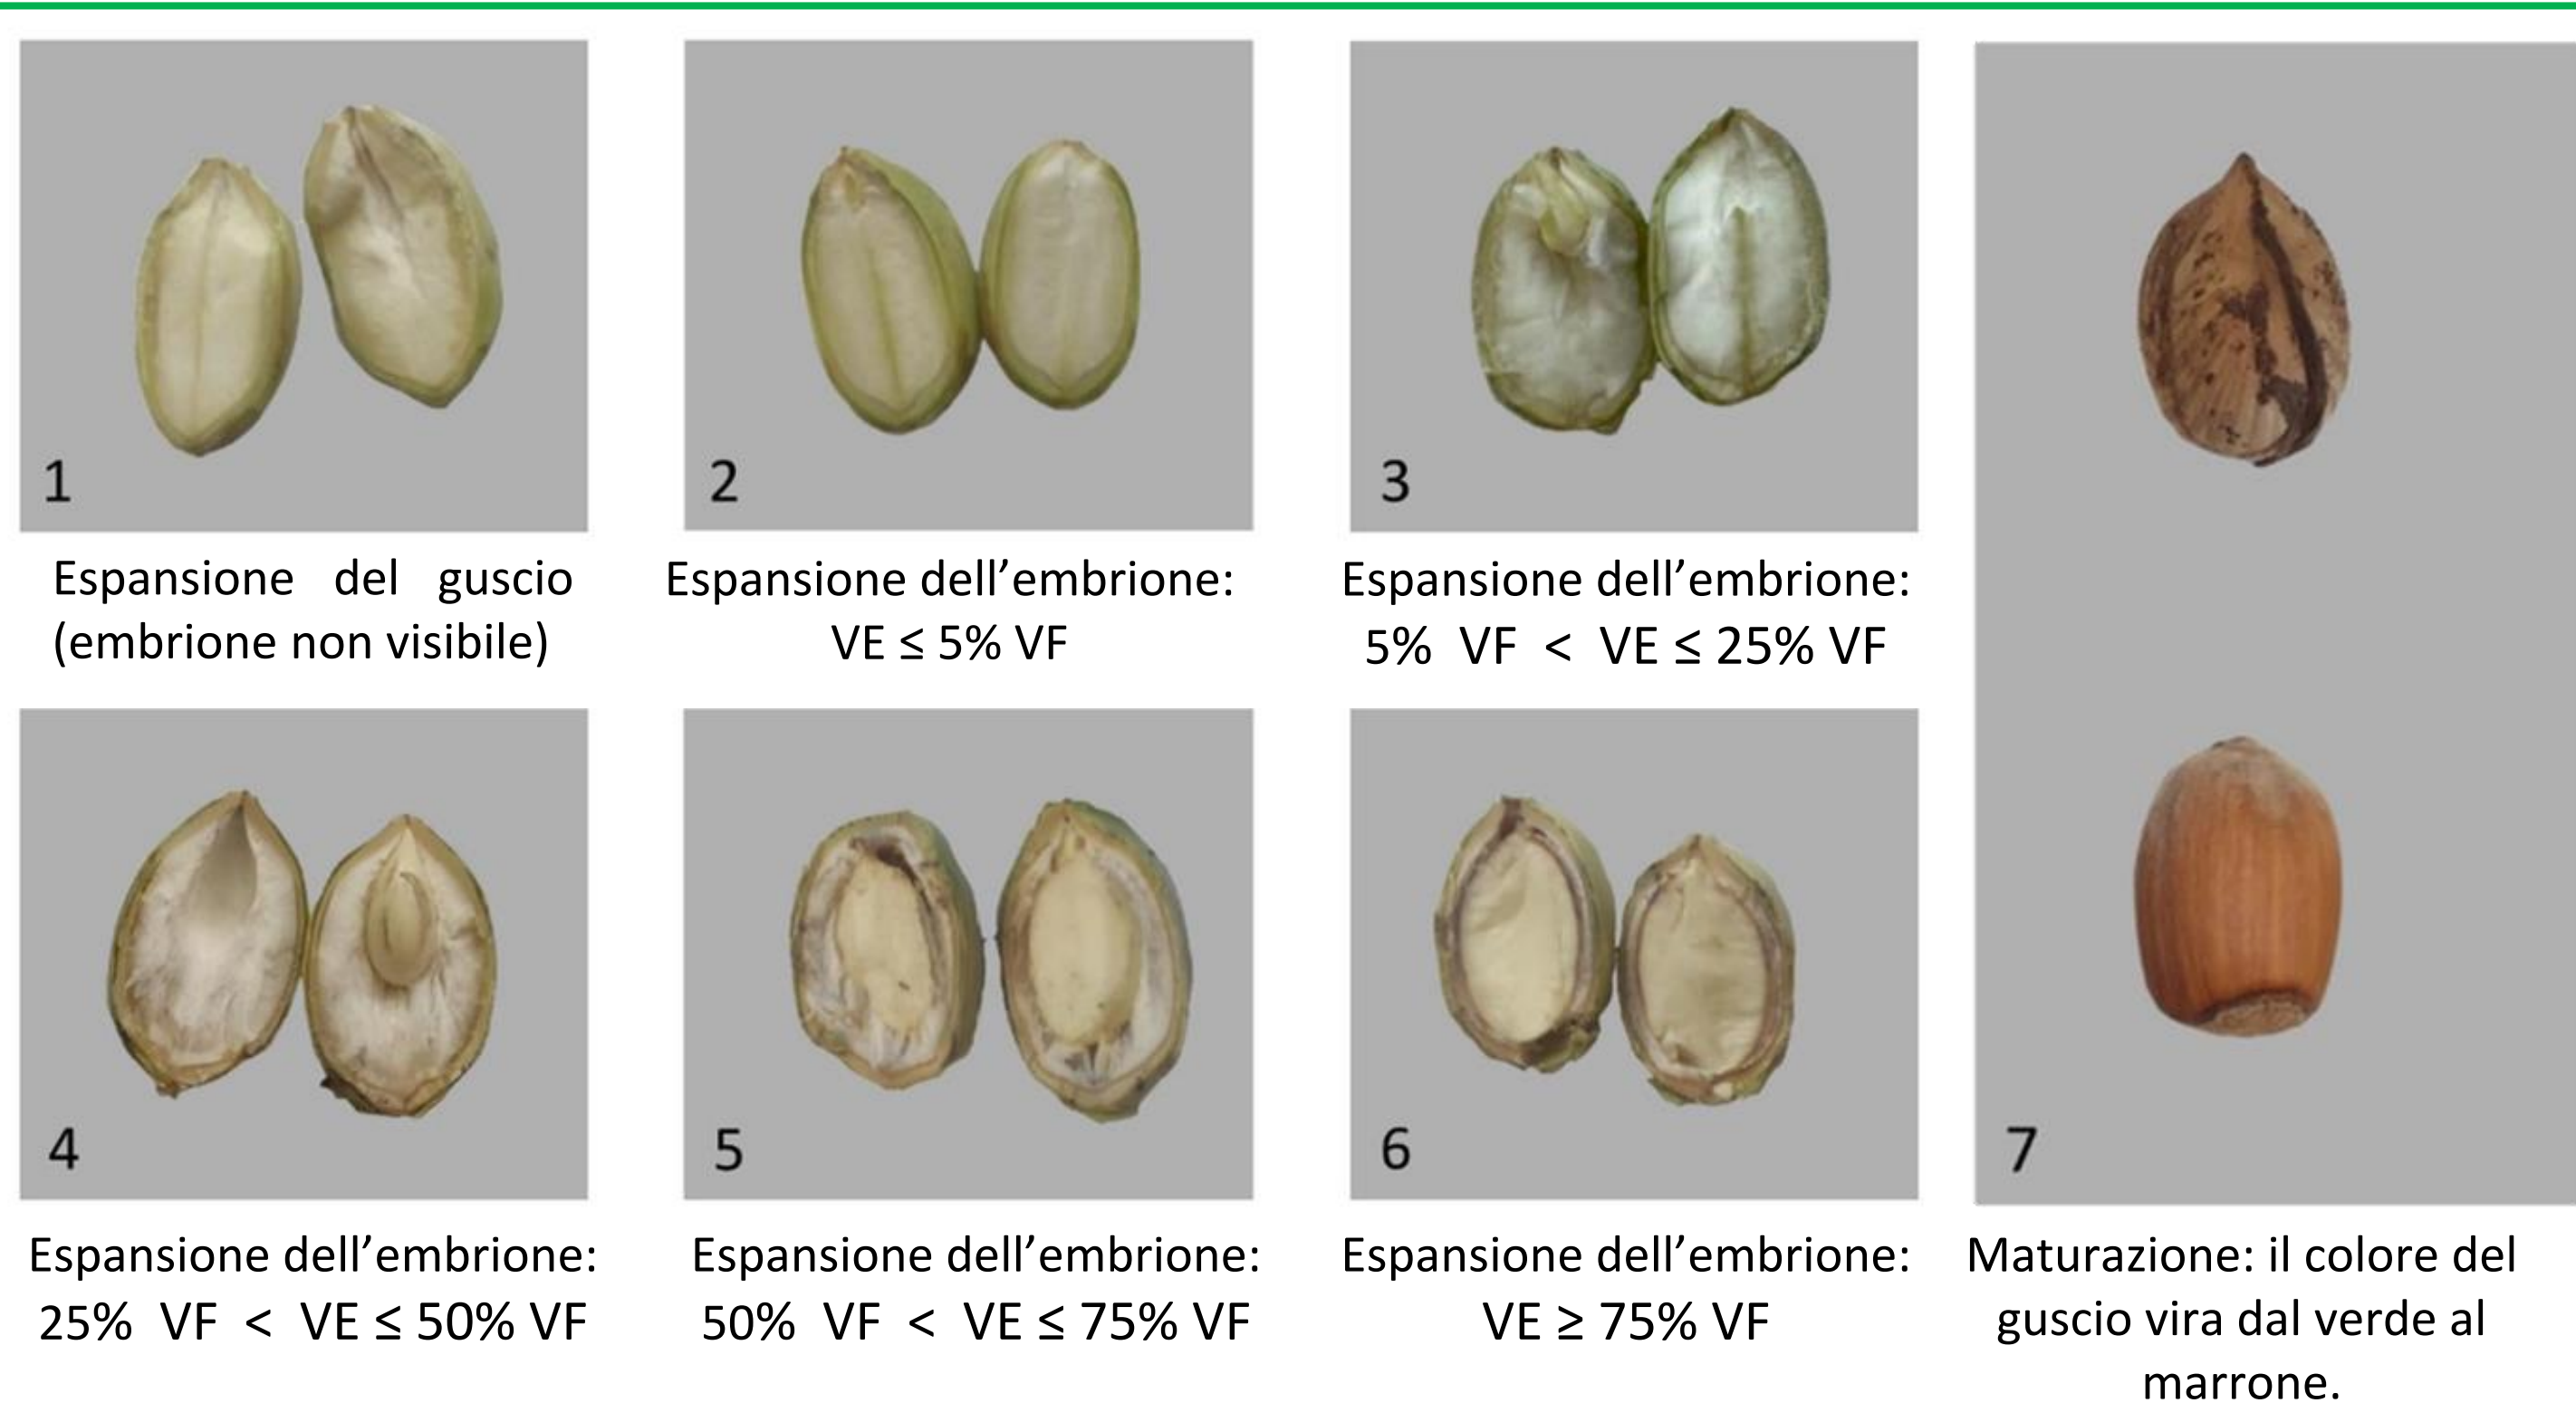 1
Espansione del guscio
(embrione non visibile)
2
Espansione dell’embrione:
VE ≤ 5% VF
3
Espansione dell’embrione:
5% VF < VE ≤ 25% VF
4
Espansione dell’embrione:
25% VF < VE ≤ 50% VF
5
Espansione dell’embrione:
50% VF < VE ≤ 75% VF
6
Espansione dell’embrione:
VE ≥ 75% VF
7
Maturazione: il colore del
guscio vira dal verde al
marrone.